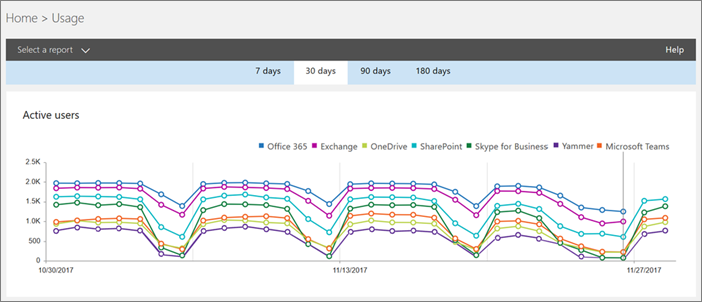 Home > Usage
Select a report
Help
7 days 30 days 90 days 180 days
Active users
Office 365 Exchange OneDrive SharePoint Skype for Business Yammer Microsoft Teams
2.5K
2.0K
1.5K
1.0K
500
0
10/30/2017 11/13/2017 11/27/2017